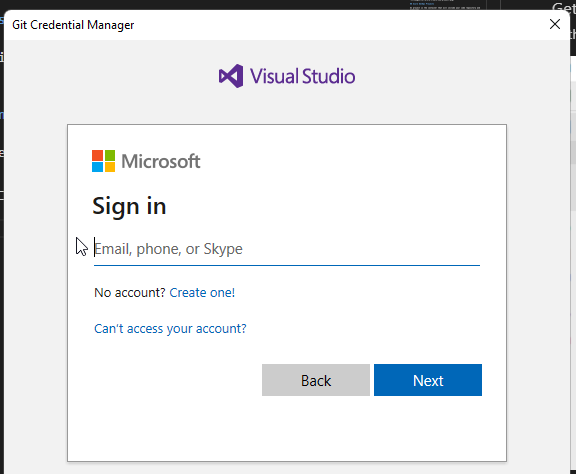 Git Credential Manager
Visual Studio
Microsoft
Sign in
Email, phone, or Skype
No account? Create one!
Can't access your account?
Back
Next